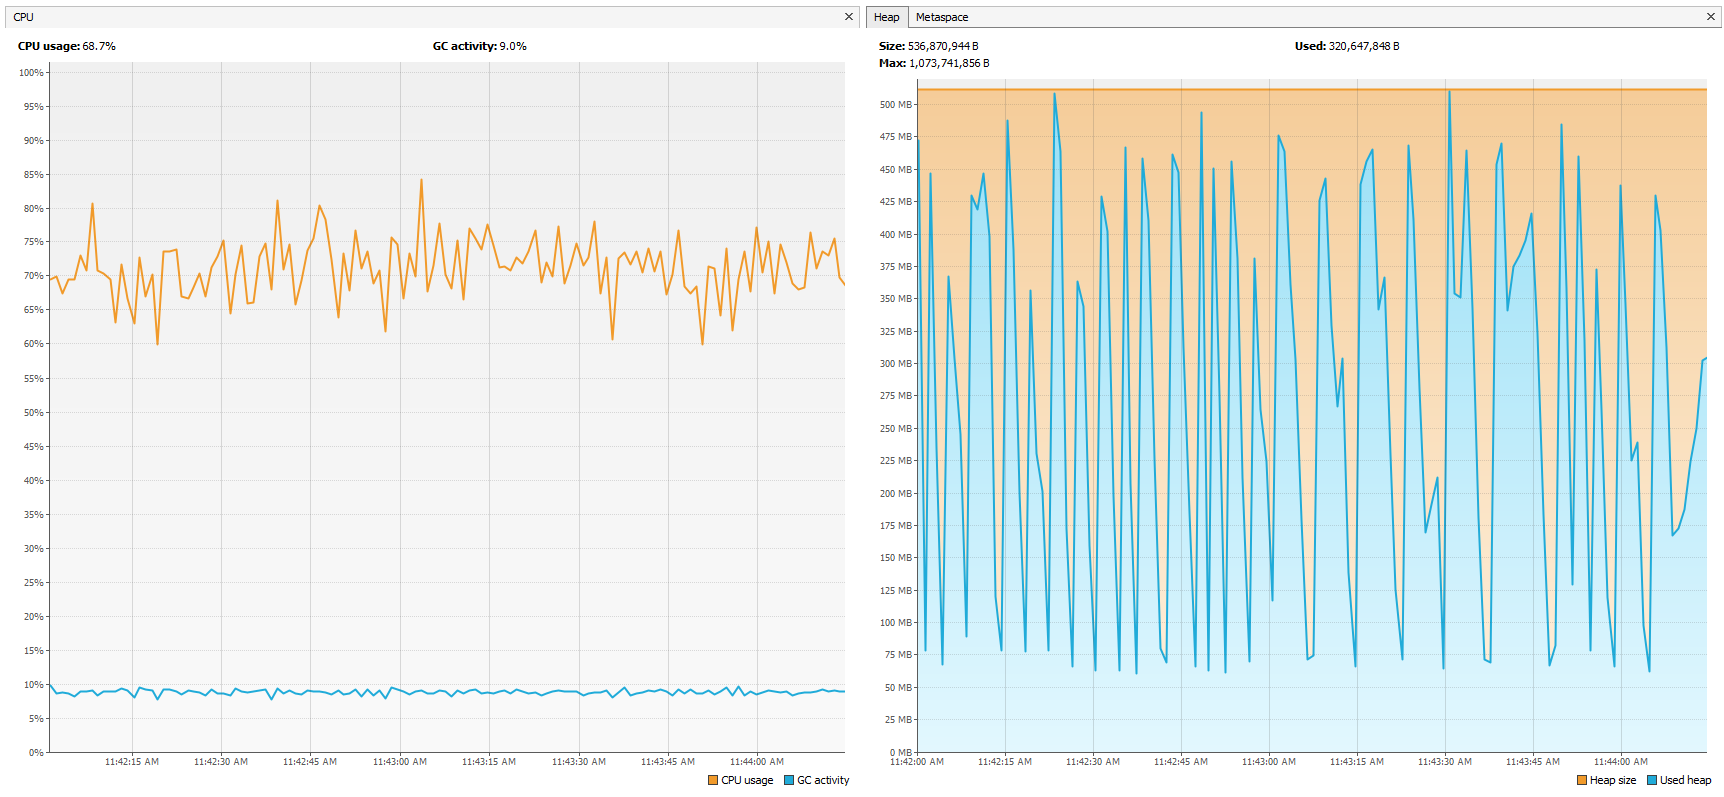 CPU
CPU usage: 68.7%
GC activity: 9.0%
100%
95%
90%
85%
80%
75%
70%
65%
60%
55%
50%
45%
40%
35%
30%
25%
20%
15%
10%
5%
0%
11:42:15 AM
11:42:30 AM
11:42:45 AM
11:43:00 AM
11:43:15 AM
11:43:30 AM
11:43:45 AM
11:44:00 AM
CPU usage
GC activity
Heap
Metaspace
Size: 536,870,944 B
Used: 320,647,848 B
Max: 1,073,741,856 B
500 MB
475 MB
450 MB
425 MB
400 MB
375 MB
350 MB
325 MB
300 MB
275 MB
250 MB
225 MB
200 MB
175 MB
150 MB
125 MB
100 MB
75 MB
50 MB
25 MB
0 MB
11:42:00 AM
11:42:15 AM
11:42:30 AM
11:42:45 AM
11:43:00 AM
11:43:15 AM
11:43:30 AM
11:43:45 AM
11:44:00 AM
Heap size
Used heap